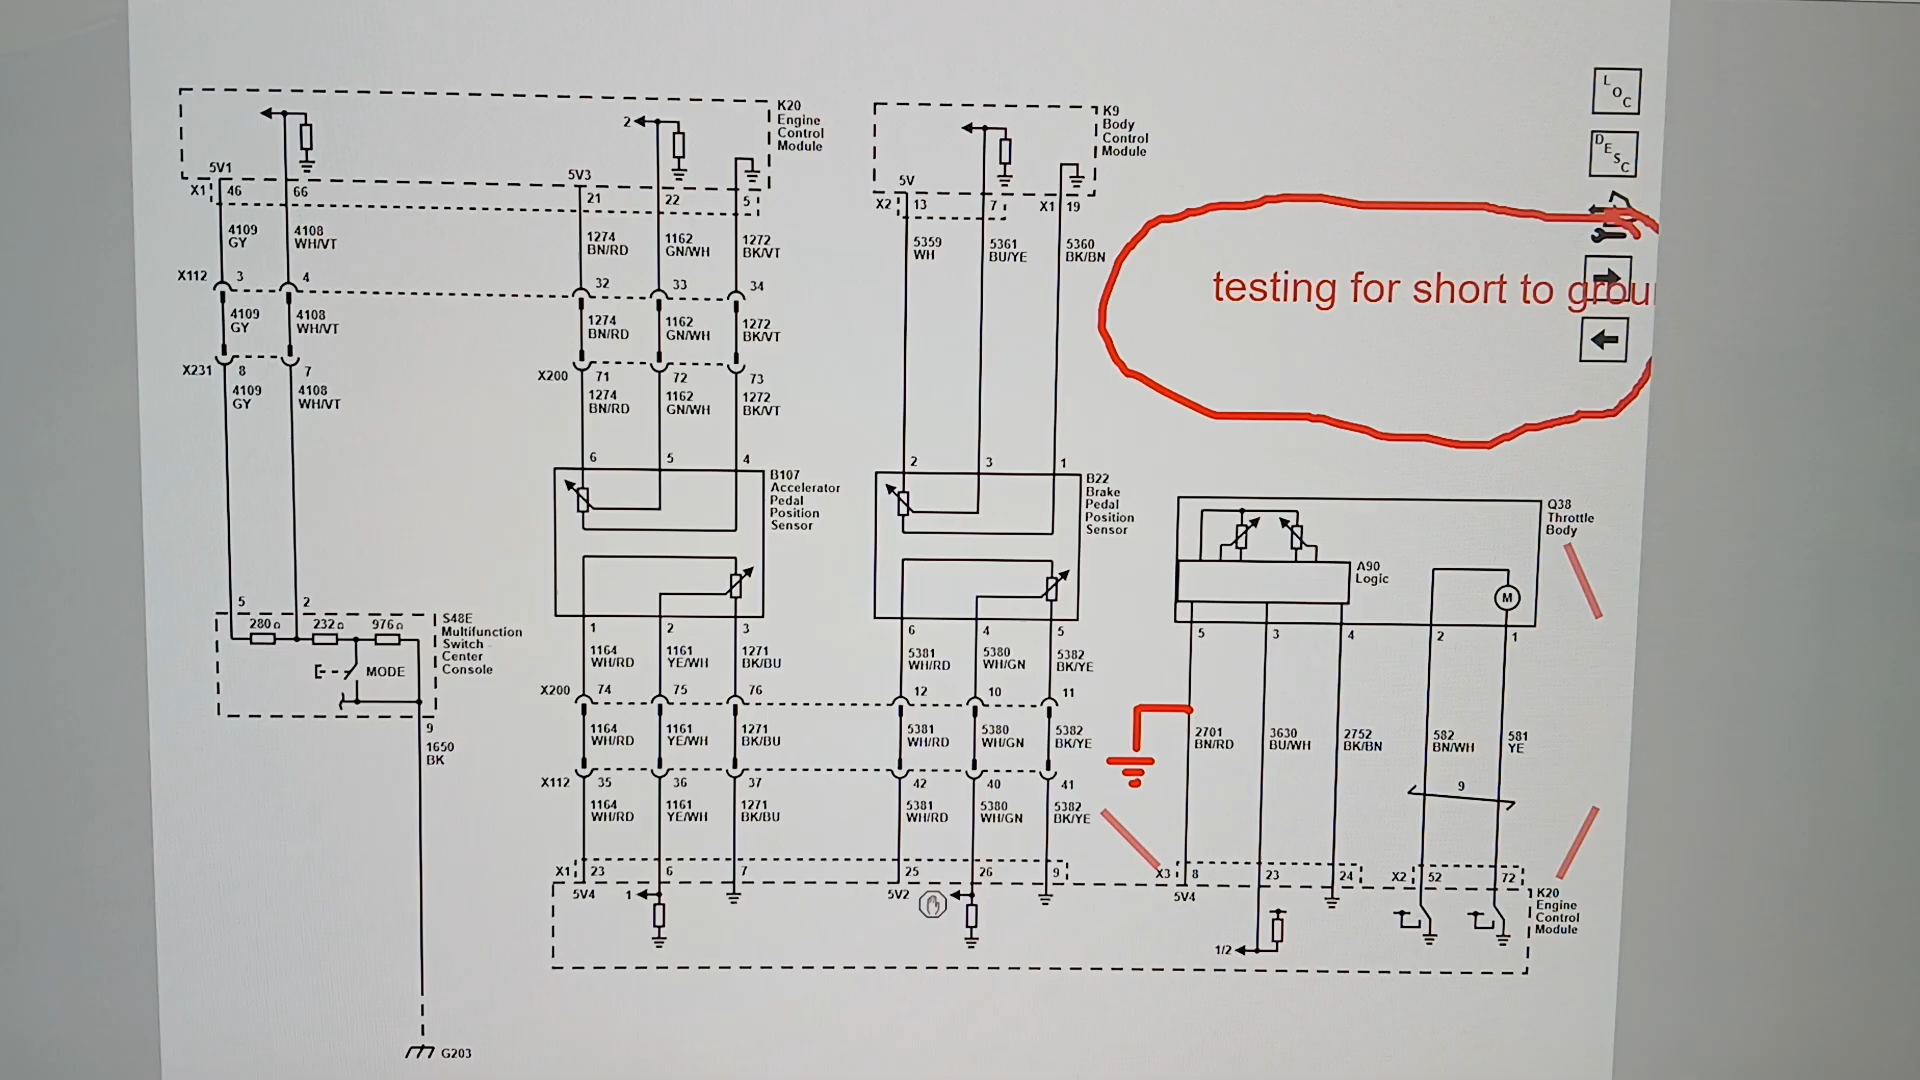 K20
Engine
Control
Module
2
5V1
5V3
X1 46 66 21 22 5
4109
GY
4108
WH/VT
1274
BN/RD
1162
GN/WH
1272
BK/VT
X112 3 4 32 33 34
4109
GY
4108
WH/VT
1274
BN/RD
1162
GN/WH
1272
BK/VT
X231 8 7
X200 71 72 73
4109
GY
4108
WH/VT
1274
BN/RD
1162
GN/WH
1272
BK/VT
6 5 4
B107
Accelerator
Pedal
Position
Sensor
K9
Body
Control
Module
5V
X2 13 7 X1 19
5359
WH
5361
BU/YE
5360
BK/BN
2 3 1
B22
Brake
Pedal
Position
Sensor
LOC
DESC
testing for short to grou
Q38
Throttle
Body
A90
Logic
M
5 3 4 2 1
5 2
280Ω 232Ω 976Ω
MODE
S48E
Multifunction
Switch
Center
Console
9
1650
BK
G203
1 2 3
6 4 5
1164
WH/RD
1161
YE/WH
1271
BK/BU
5381
WH/RD
5380
WH/GN
5382
BK/YE
X200 74 75 76 12 10 11
1164
WH/RD
1161
YE/WH
1271
BK/BU
5381
WH/RD
5380
WH/GN
5382
BK/YE
2701
BN/RD
3630
BU/WH
2752
BK/BN
582
BN/WH
581
YE
9
X112 35 36 37 42 40 41
1164
WH/RD
1161
YE/WH
1271
BK/BU
5381
WH/RD
5380
WH/GN
5382
BK/YE
X1 23 6 7 25 26 9
X3 8 23 24 X2 52 72
5V4 1 5V2 5V4
1/2
K20
Engine
Control
Module